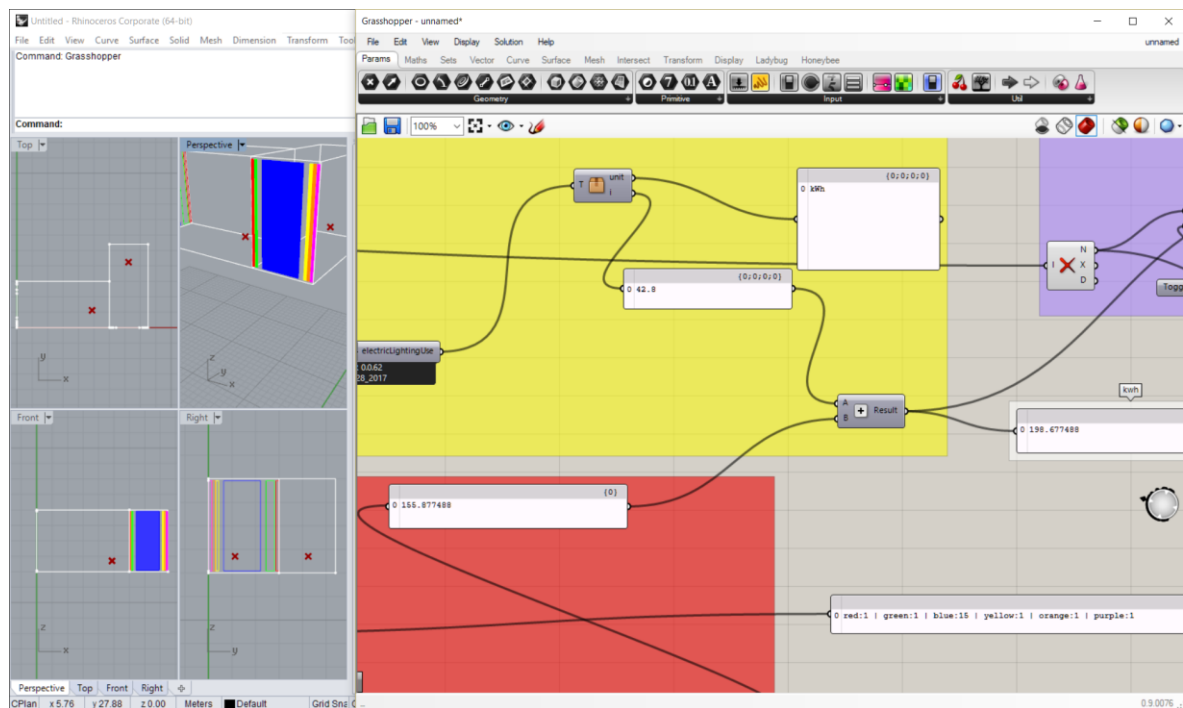 Untitled - Rhinoceros Corporate (64-bit)
File Edit View Curve Surface Solid Mesh Dimension Transform Tool
Command: Grasshopper
Command:
Top
Perspective
y
x
z
y
x
Front
Right
z
x
z
y
Perspective Top Front Right
CPlan x 5.76 y 27.88 z 0.00 Meters Default Grid Sna
Grasshopper - unnamed*
File Edit View Display Solution Help unnamed
Params Maths Sets Vector Curve Surface Mesh Intersect Transform Display Ladybug Honeybee
Geometry Primitive Input Util
100%
T unit
l
{0;0;0;0}
0 kWh
{0;0;0;0}
0 42.8
I N
X
D
Togg
electricLightingUse
0.0.62
28_2017
A Result
B
kwh
0 198.677488
{0}
0 155.877488
0 red:1 | green:1 | blue:15 | yellow:1 | orange:1 | purple:1
0.9.0076